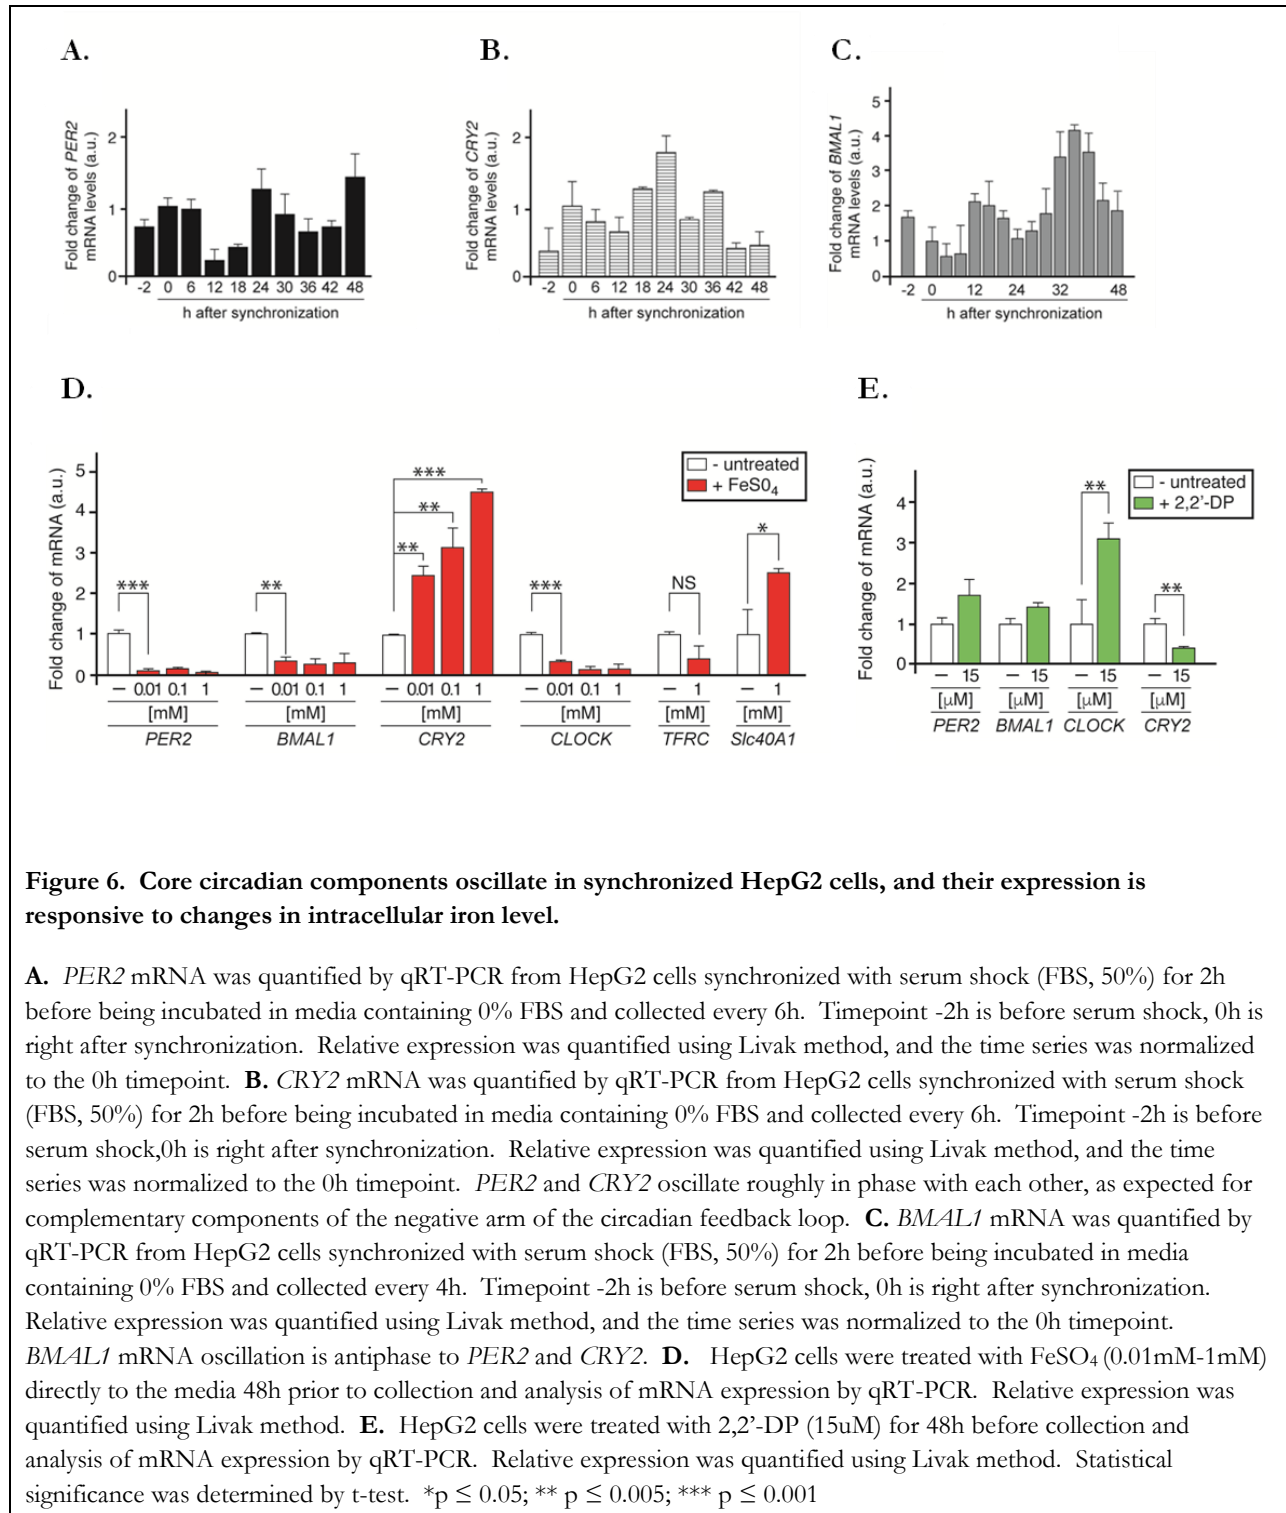 A.
B.
C.
Fold change of PER2
mRNA levels (a.u.)
2
1
0
-2 0 6 12 18 24 30 36 42 48
h after synchronization
Fold change of CRY2
mRNA levels (a.u.)
2
1
0
-2 0 6 12 18 24 30 36 42 48
h after synchronization
Fold change of BMAL1
mRNA levels (a.u.)
5
4
3
2
1
0
-2 0 12 24 32 48
h after synchronization
D.
E.
Fold change of mRNA (a.u.)
5
4
3
2
1
0
***
**
**
**
***
***
NS
*
- untreated
+ FeS0₄
– 0.01 0.1 1 – 0.01 0.1 1 – 0.01 0.1 1 – 0.01 0.1 1 – 1 – 1
[mM] [mM] [mM] [mM] [mM] [mM]
PER2 BMAL1 CRY2 CLOCK TFRC Slc40A1
Fold change of mRNA (a.u.)
4
3
2
1
0
**
**
- untreated
+ 2,2'-DP
– 15 – 15 – 15 – 15
[µM] [µM] [µM] [µM]
PER2 BMAL1 CLOCK CRY2
Figure 6. Core circadian components oscillate in synchronized HepG2 cells, and their expression is
responsive to changes in intracellular iron level.
A. PER2 mRNA was quantified by qRT-PCR from HepG2 cells synchronized with serum shock (FBS, 50%) for 2h
before being incubated in media containing 0% FBS and collected every 6h. Timepoint -2h is before serum shock, 0h is
right after synchronization. Relative expression was quantified using Livak method, and the time series was normalized
to the 0h timepoint. B. CRY2 mRNA was quantified by qRT-PCR from HepG2 cells synchronized with serum shock
(FBS, 50%) for 2h before being incubated in media containing 0% FBS and collected every 6h. Timepoint -2h is before
serum shock,0h is right after synchronization. Relative expression was quantified using Livak method, and the time
series was normalized to the 0h timepoint. PER2 and CRY2 oscillate roughly in phase with each other, as expected for
complementary components of the negative arm of the circadian feedback loop. C. BMAL1 mRNA was quantified by
qRT-PCR from HepG2 cells synchronized with serum shock (FBS, 50%) for 2h before being incubated in media
containing 0% FBS and collected every 4h. Timepoint -2h is before serum shock, 0h is right after synchronization.
Relative expression was quantified using Livak method, and the time series was normalized to the 0h timepoint.
BMAL1 mRNA oscillation is antiphase to PER2 and CRY2. D. HepG2 cells were treated with FeSO₄ (0.01mM-1mM)
directly to the media 48h prior to collection and analysis of mRNA expression by qRT-PCR. Relative expression was
quantified using Livak method. E. HepG2 cells were treated with 2,2’-DP (15uM) for 48h before collection and
analysis of mRNA expression by qRT-PCR. Relative expression was quantified using Livak method. Statistical
significance was determined by t-test. *p ≤ 0.05; ** p ≤ 0.005; *** p ≤ 0.001